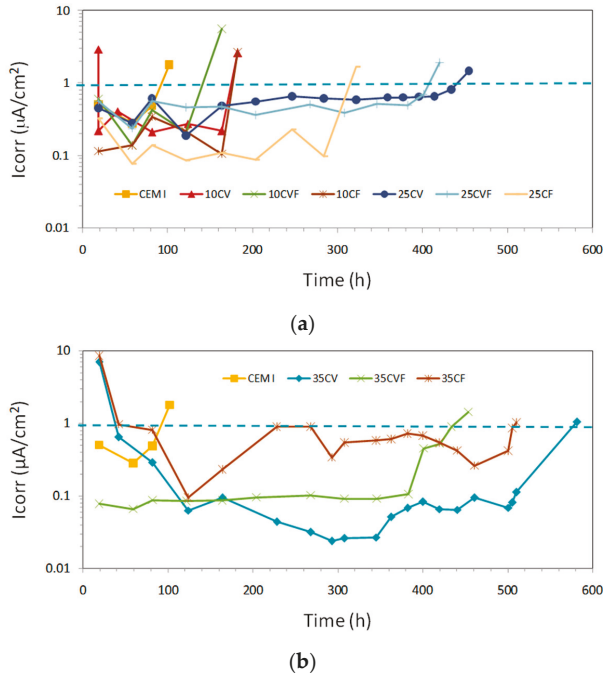 10
1
0.1
0.01
Icorr (µA/cm²)
CEM I 10CV 10CVF 10CF 25CV 25CVF 25CF
0 100 200 300 400 500 600
Time (h)
(a)
10
1
0.1
0.01
Icorr (µA/cm²)
CEM I 35CV 35CVF 35CF
0 100 200 300 400 500 600
Time (h)
(b)